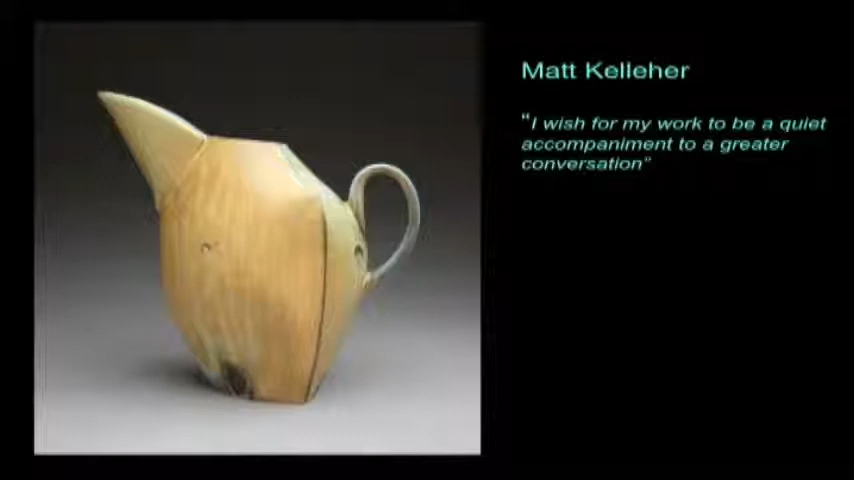 Matt Kelleher
"I wish for my work to be a quiet
accompaniment to a greater
conversation"